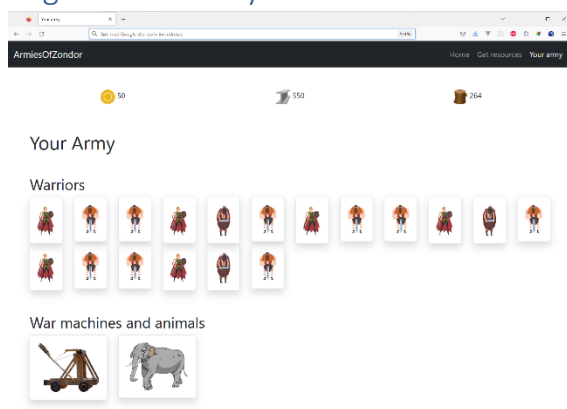 Your army
ArmiesOfZondor
Home Get resources Your army
50 550 264
Your Army
Warriors
War machines and animals